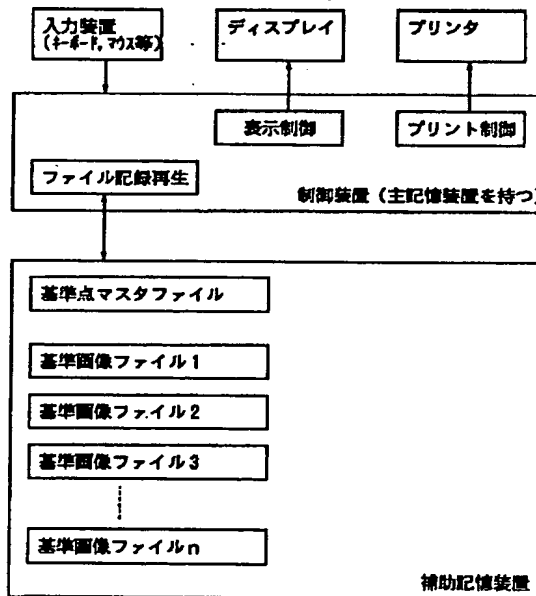 入力装置
(キーボード,マウス等)
ディスプレイ
プリンタ
表示制御
プリント制御
ファイル記録再生
制御装置（主記憶装置を持つ）
基準点マスタファイル
基準画像ファイル1
基準画像ファイル2
基準画像ファイル3
基準画像ファイルn
補助記憶装置